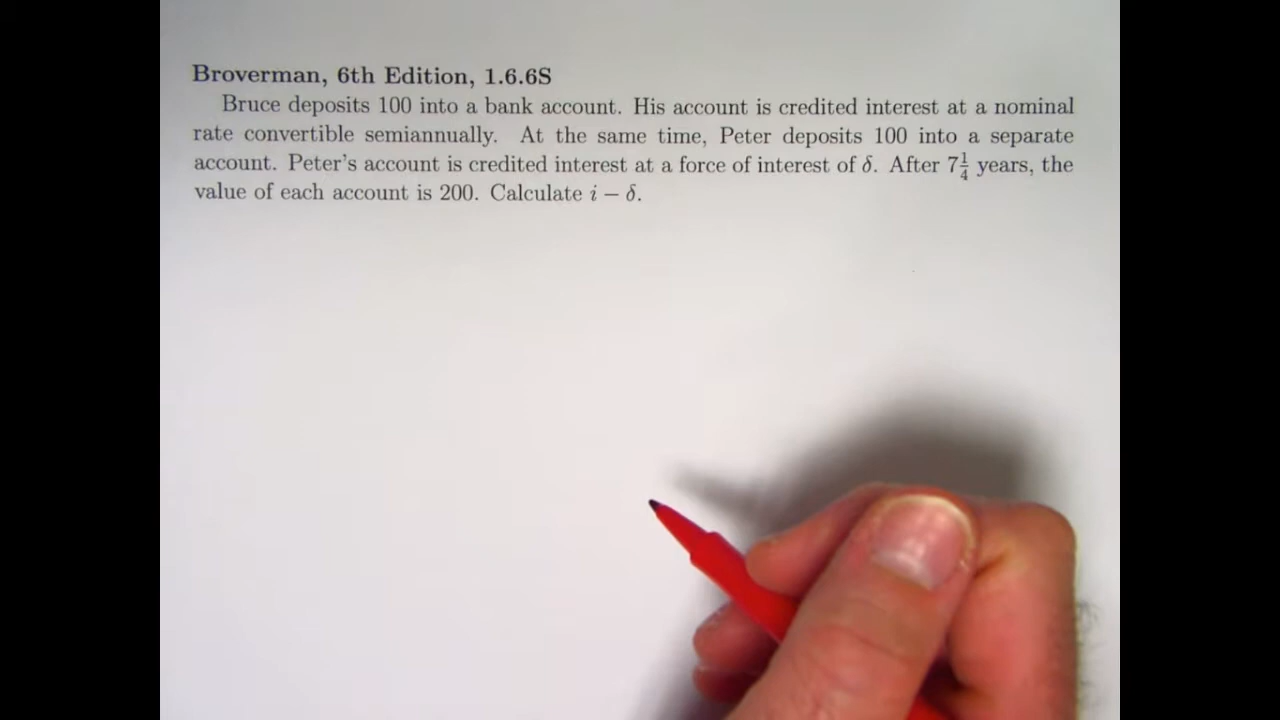 Broverman, 6th Edition, 1.6.6S
Bruce deposits 100 into a bank account. His account is credited interest at a nominal
rate convertible semiannually. At the same time, Peter deposits 100 into a separate
account. Peter's account is credited interest at a force of interest of δ. After 7¼ years, the
value of each account is 200. Calculate i − δ.